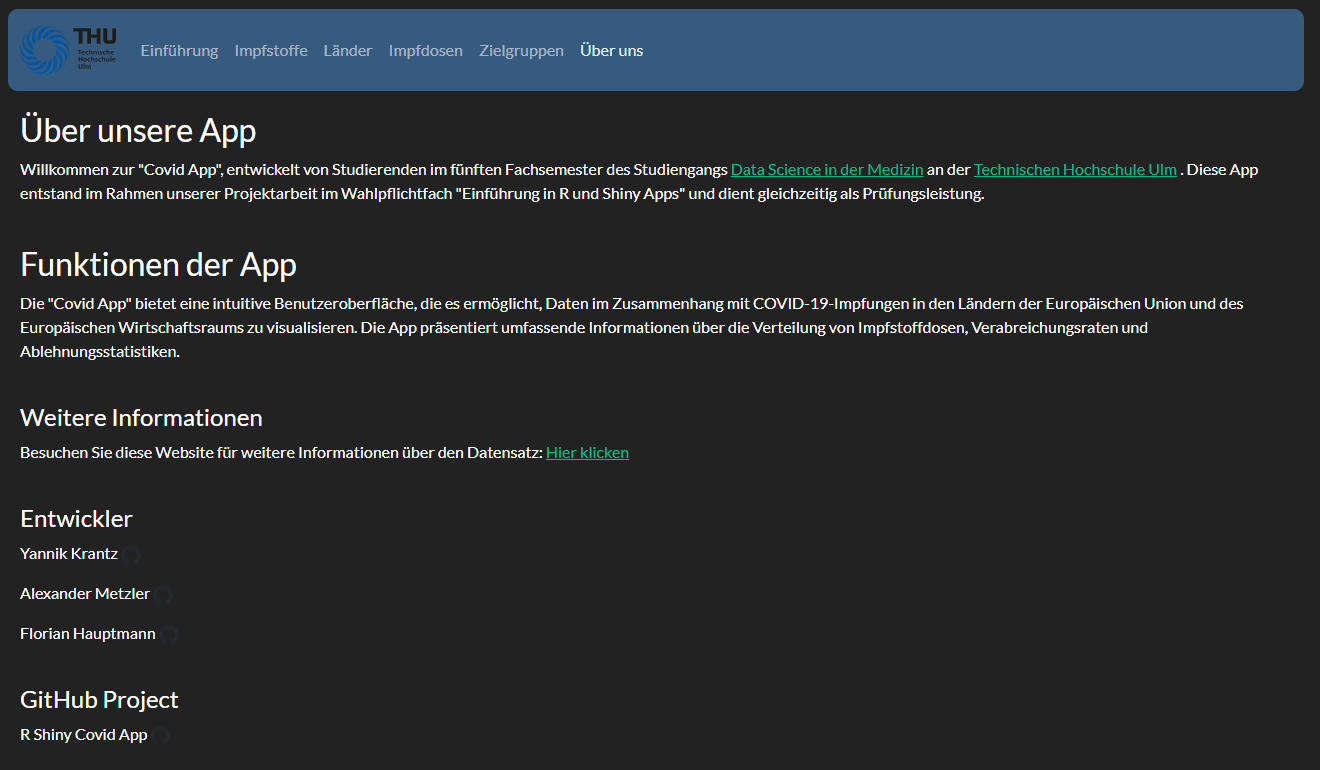 THU
Technische
Hochschule
Ulm
Einführung Impfstoffe Länder Impfdosen Zielgruppen Über uns
Über unsere App
Willkommen zur "Covid App", entwickelt von Studierenden im fünften Fachsemester des Studiengangs Data Science in der Medizin an der Technischen Hochschule Ulm . Diese App
entstand im Rahmen unserer Projektarbeit im Wahlpflichtfach "Einführung in R und Shiny Apps" und dient gleichzeitig als Prüfungsleistung.
Funktionen der App
Die "Covid App" bietet eine intuitive Benutzeroberfläche, die es ermöglicht, Daten im Zusammenhang mit COVID-19-Impfungen in den Ländern der Europäischen Union und des
Europäischen Wirtschaftsraums zu visualisieren. Die App präsentiert umfassende Informationen über die Verteilung von Impfstoffdosen, Verabreichungsraten und
Ablehnungsstatistiken.
Weitere Informationen
Besuchen Sie diese Website für weitere Informationen über den Datensatz: Hier klicken
Entwickler
Yannik Krantz
Alexander Metzler
Florian Hauptmann
GitHub Project
R Shiny Covid App